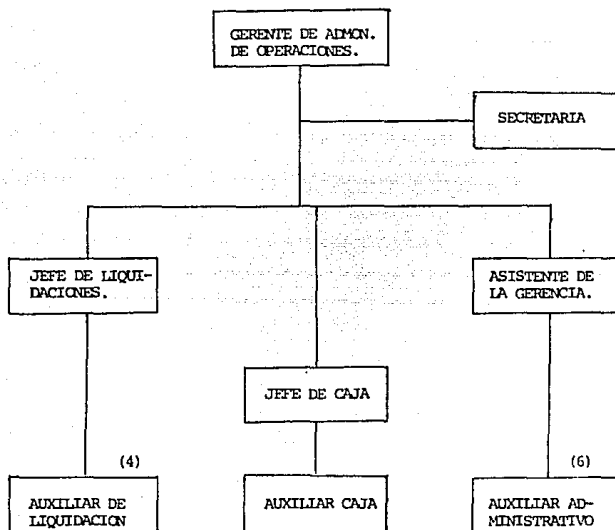 GERENTE DE ADMON.
DE OPERACIONES.
SECRETARIA
JEFE DE LIQUI-
DACIONES.
ASISTENTE DE
LA GERENCIA.
JEFE DE CAJA
(4)
(6)
AUXILIAR DE
LIQUIDACION
AUXILIAR CAJA
AUXILIAR AD-
MINISTRATIVO